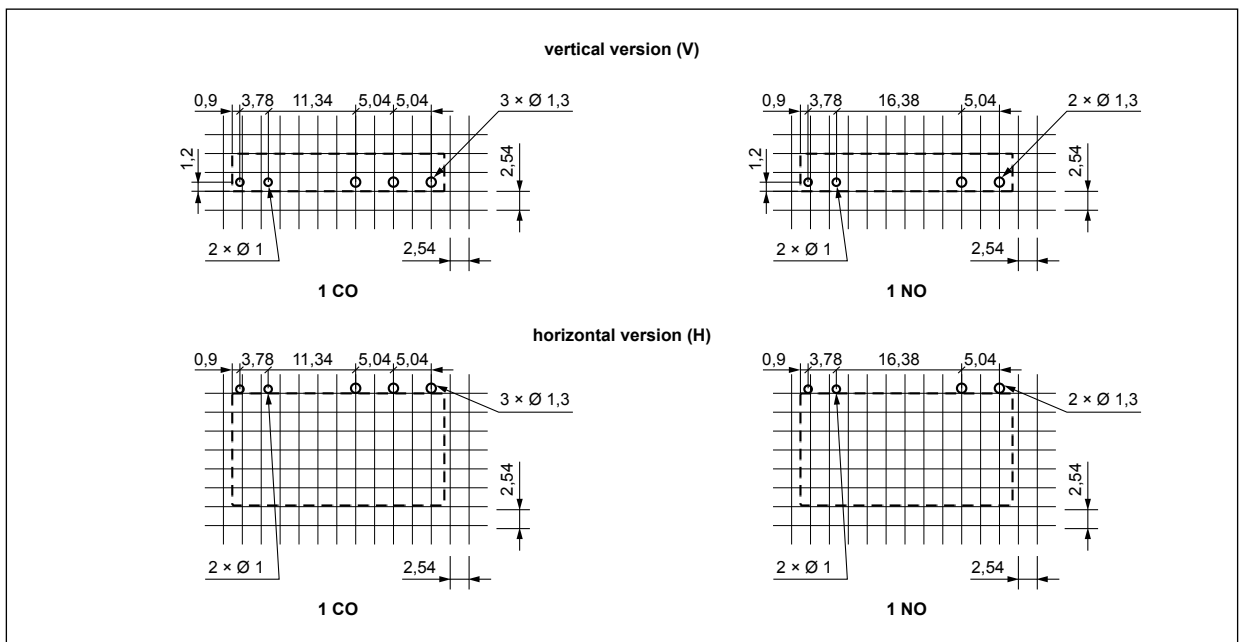 vertical version (V)
0,9 3,78 11,34 5,04 5,04 3 × Ø 1,3
1,2
2,54
2 × Ø 1 2,54
1 CO
0,9 3,78 16,38 5,04 2 × Ø 1,3
1,2
2,54
2 × Ø 1 2,54
1 NO
horizontal version (H)
0,9 3,78 11,34 5,04 5,04
3 × Ø 1,3
2,54
2 × Ø 1 2,54
1 CO
0,9 3,78 16,38 5,04
2 × Ø 1,3
2,54
2 × Ø 1 2,54
1 NO